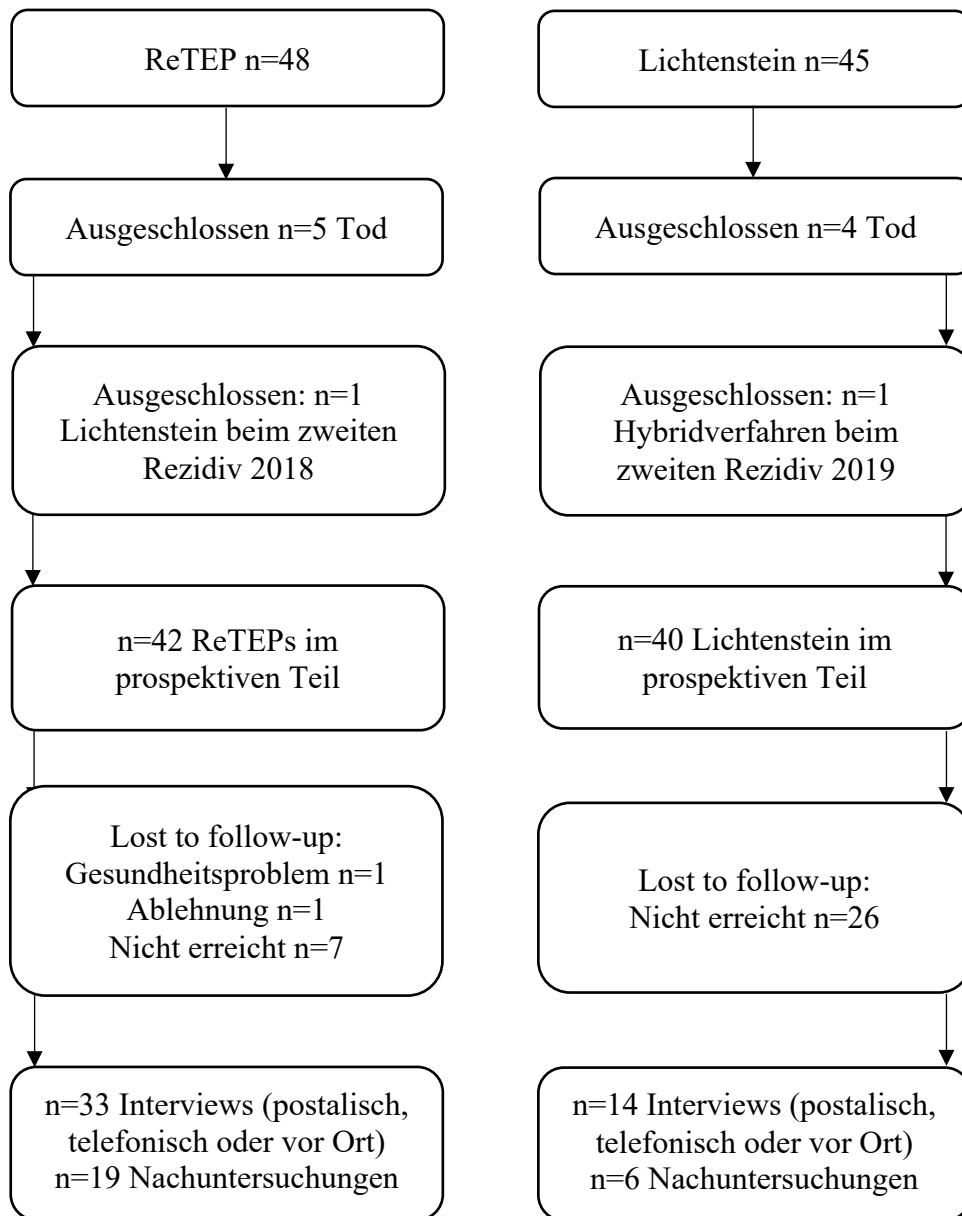 ReTEP n=48
Ausgeschlossen n=5 Tod
Ausgeschlossen: n=1
Lichtenstein beim zweiten
Rezidiv 2018
n=42 ReTEPs im
prospektiven Teil
Lost to follow-up:
Gesundheitsproblem n=1
Ablehnung n=1
Nicht erreicht n=7
n=33 Interviews (postalisch,
telefonisch oder vor Ort)
n=19 Nachuntersuchungen
Lichtenstein n=45
Ausgeschlossen n=4 Tod
Ausgeschlossen: n=1
Hybridverfahren beim
zweiten Rezidiv 2019
n=40 Lichtenstein im
prospektiven Teil
Lost to follow-up:
Nicht erreicht n=26
n=14 Interviews (postalisch,
telefonisch oder vor Ort)
n=6 Nachuntersuchungen